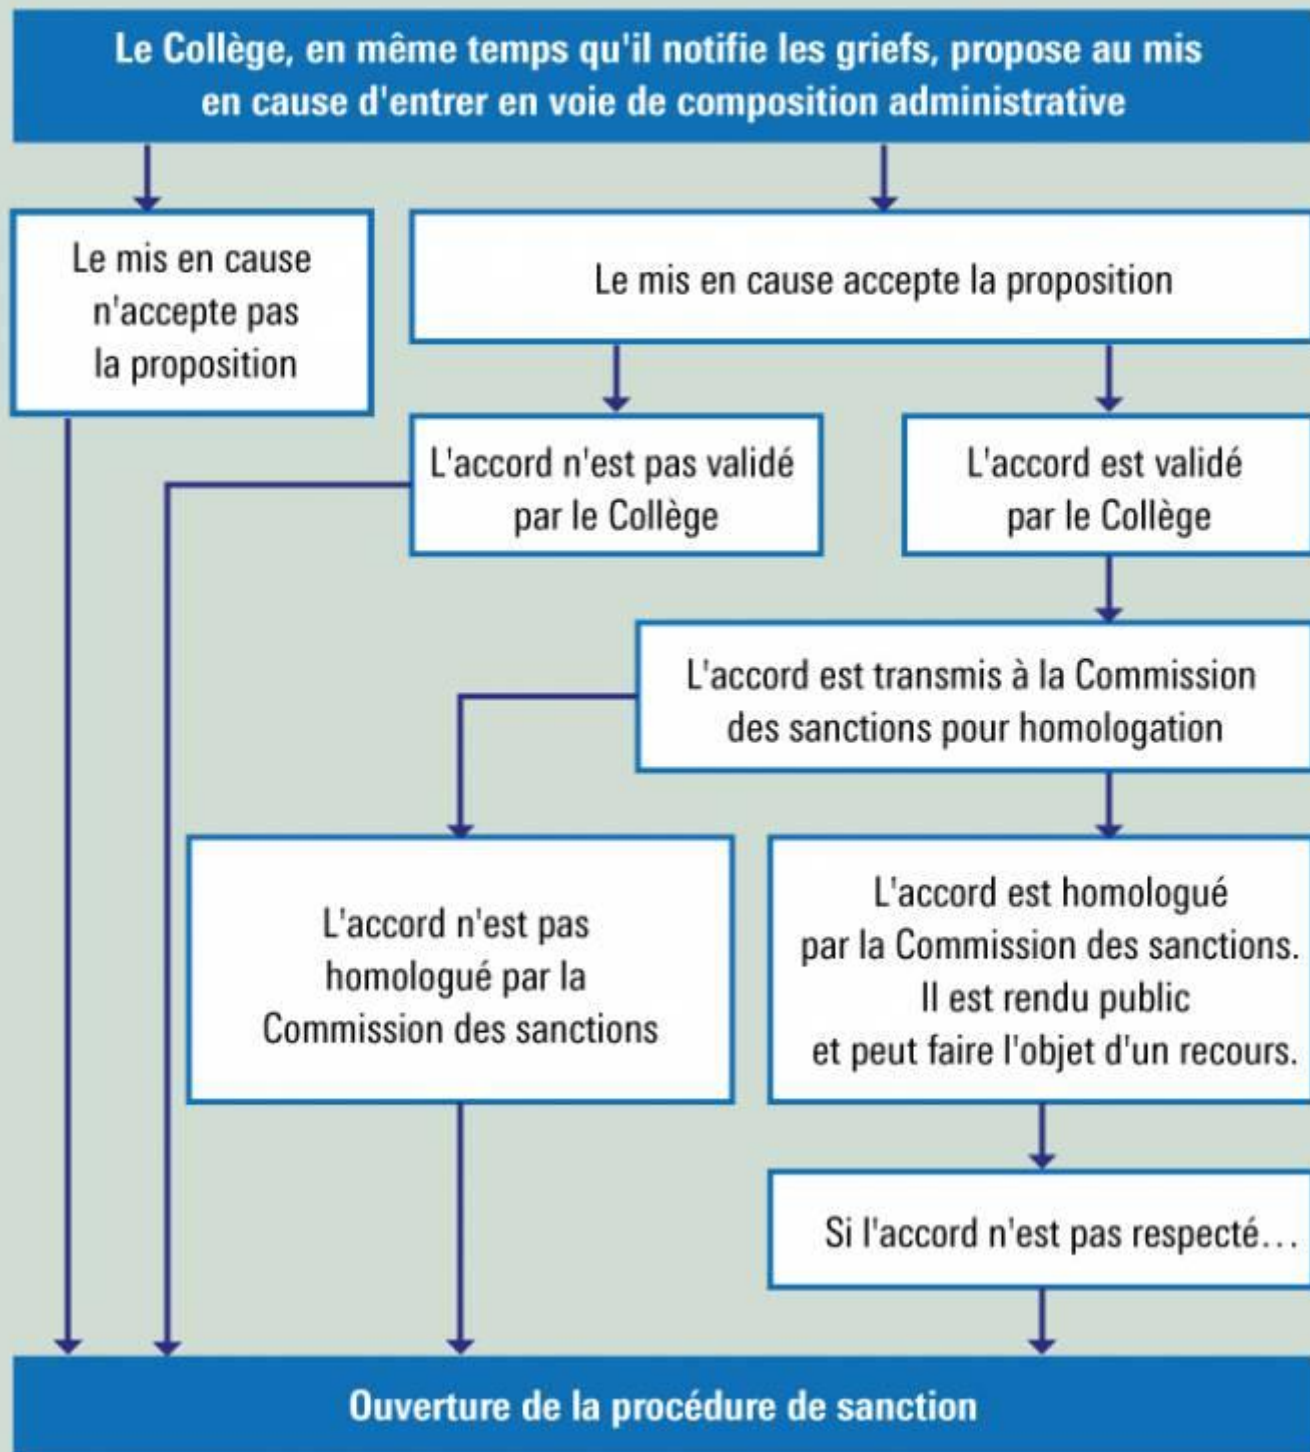 Le Collège, en même temps qu'il notifie les griefs, propose au mis
en cause d'entrer en voie de composition administrative
Le mis en cause
n'accepte pas
la proposition
Le mis en cause accepte la proposition
L'accord n'est pas validé
par le Collège
L'accord est validé
par le Collège
L'accord est transmis à la Commission
des sanctions pour homologation
L'accord n'est pas
homologué par la
Commission des sanctions
L'accord est homologué
par la Commission des sanctions.
Il est rendu public
et peut faire l'objet d'un recours.
Si l'accord n'est pas respecté…
Ouverture de la procédure de sanction